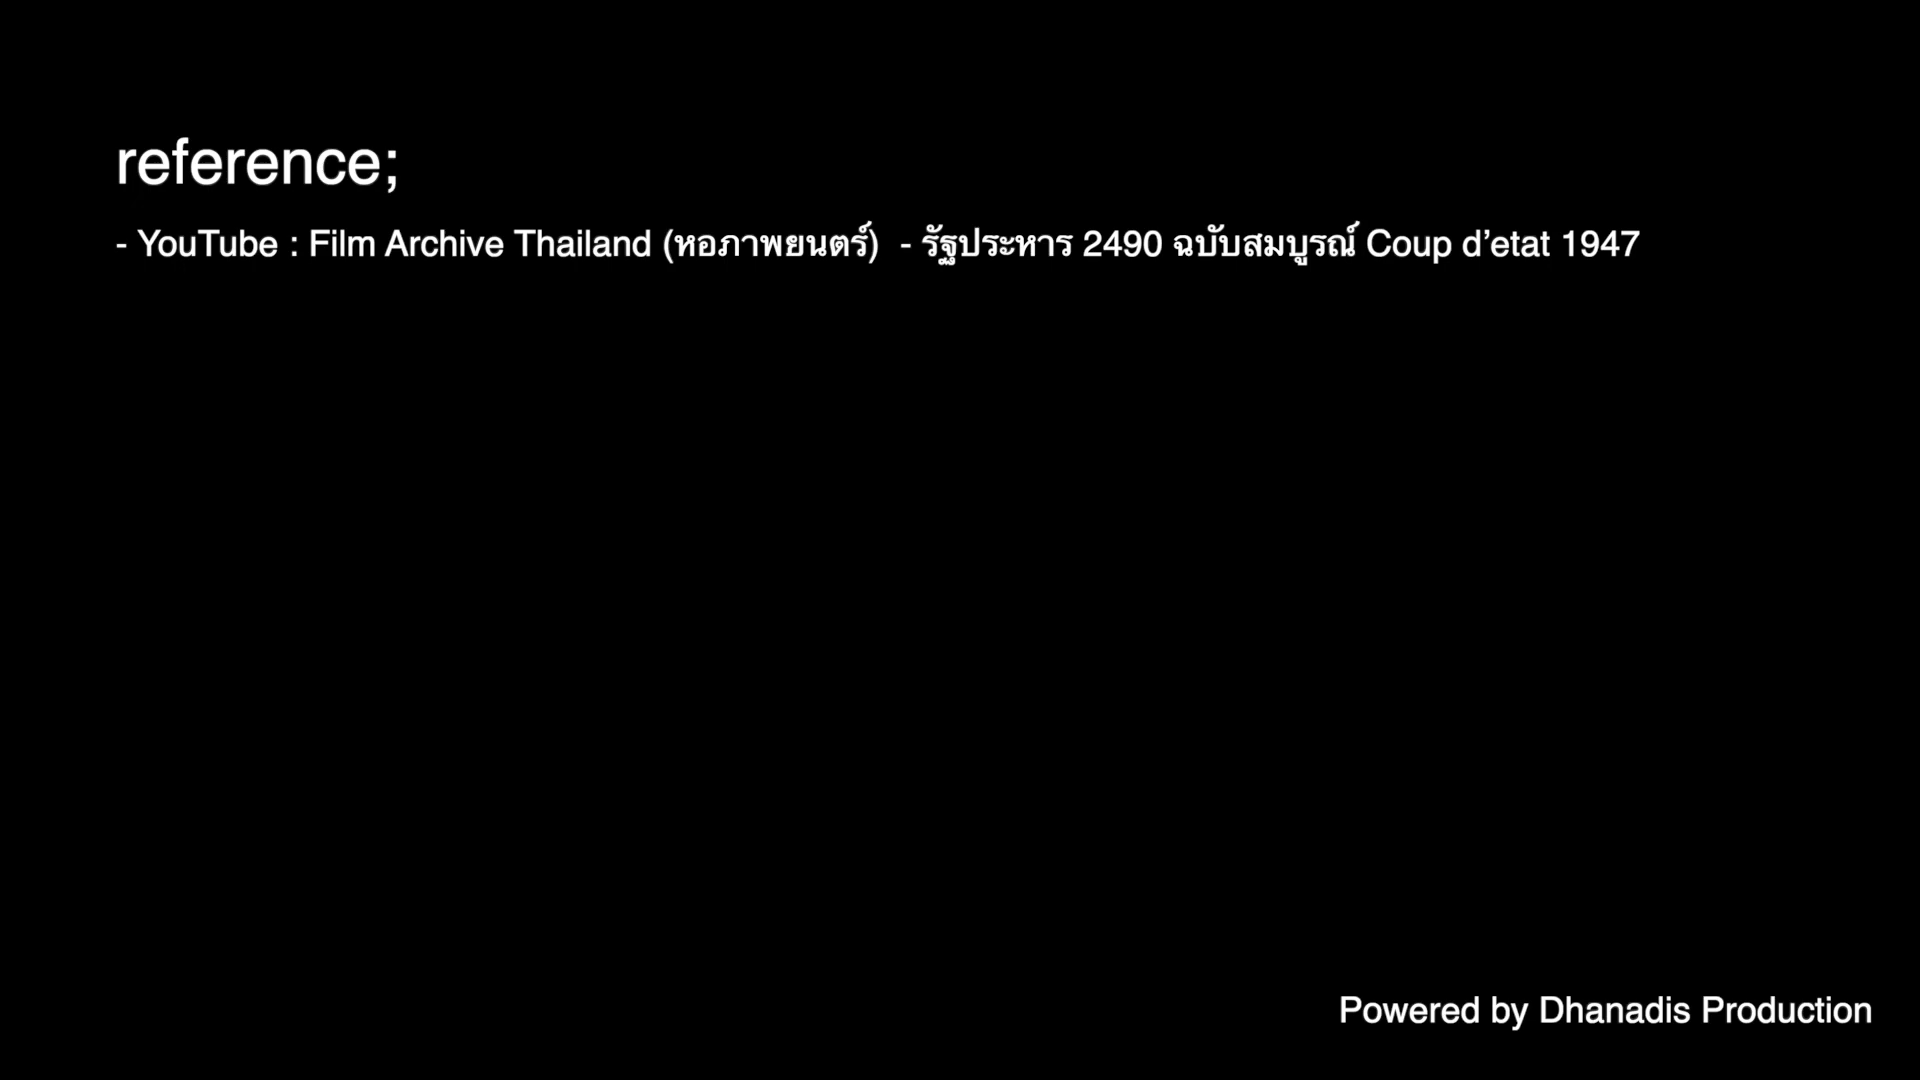 reference;
- YouTube : Film Archive Thailand (หอภาพยนตร์)  - รัฐประหาร 2490 ฉบับสมบูรณ์ Coup d’etat 1947
Powered by Dhanadis Production